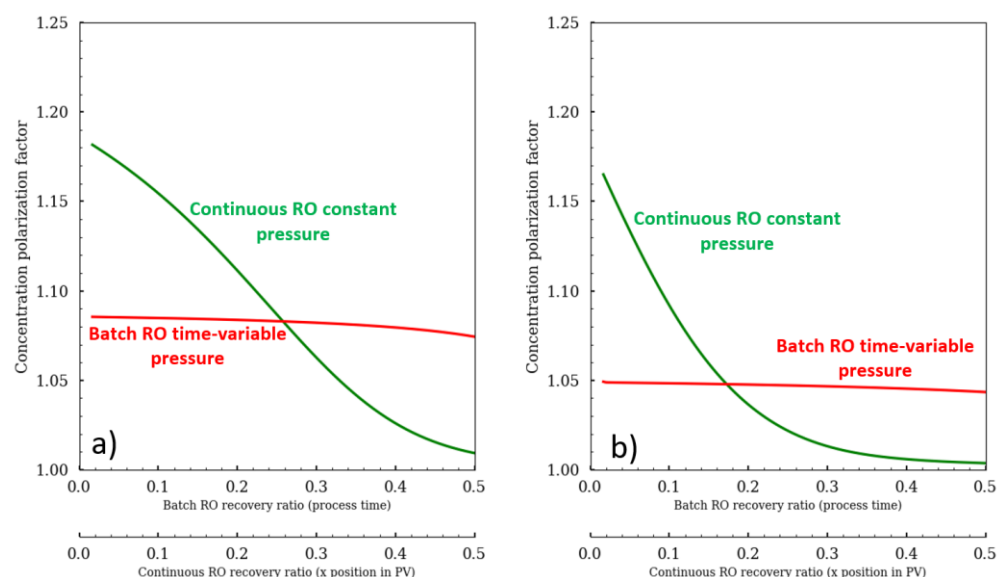 Concentration polarization factor
1.25
1.20
1.15
1.10
1.05
1.00
Continuous RO constant
pressure
Batch RO time-variable
pressure
a)
0.0 0.1 0.2 0.3 0.4 0.5
Batch RO recovery ratio (process time)
0.0 0.1 0.2 0.3 0.4 0.5
Continuous RO recovery ratio (x position in PV)
Concentration polarization factor
1.25
1.20
1.15
1.10
1.05
1.00
Continuous RO constant
pressure
Batch RO time-variable
pressure
b)
0.0 0.1 0.2 0.3 0.4 0.5
Batch RO recovery ratio (process time)
0.0 0.1 0.2 0.3 0.4 0.5
Continuous RO recovery ratio (x position in PV)